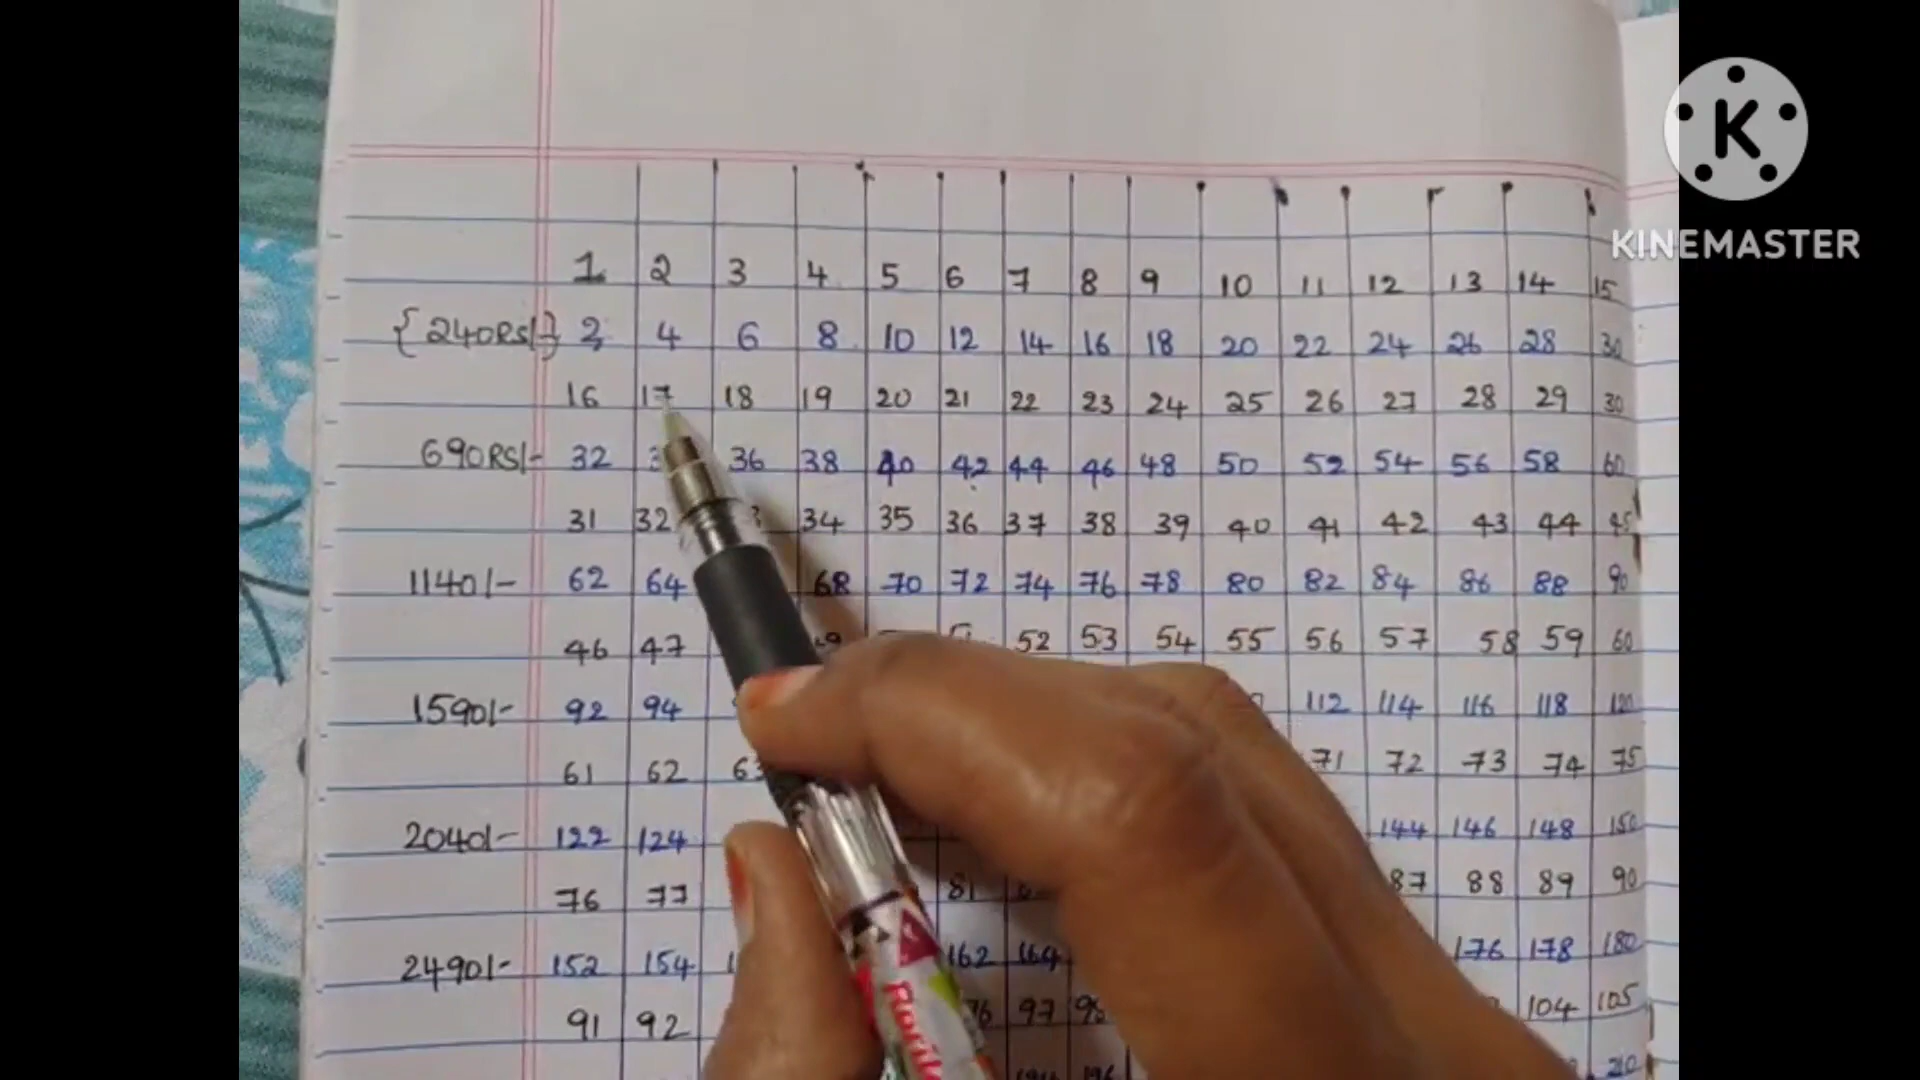 K
KINEMASTER
1 2 3 4 5 6 7 8 9 10 11 12 13 14 15
{240RS/-} 2 4 6 8 10 12 14 16 18 20 22 24 26 28 30
16 17 18 19 20 21 22 23 24 25 26 27 28 29 30
690RS/- 32 36 38 40 42 44 46 48 50 52 54 56 58 60
31 32 34 35 36 37 38 39 40 41 42 43 44 45
1140/- 62 64 68 70 72 74 76 78 80 82 84 86 88 90
46 47 52 53 54 55 56 57 58 59 60
1590/- 92 94 112 114 116 118 120
61 62 63 71 72 73 74 75
2040/- 122 124 144 146 148 150
76 77 81 87 88 89 90
2490/- 152 154 162 164 176 178 180
91 92 97 98 104 105
196 210